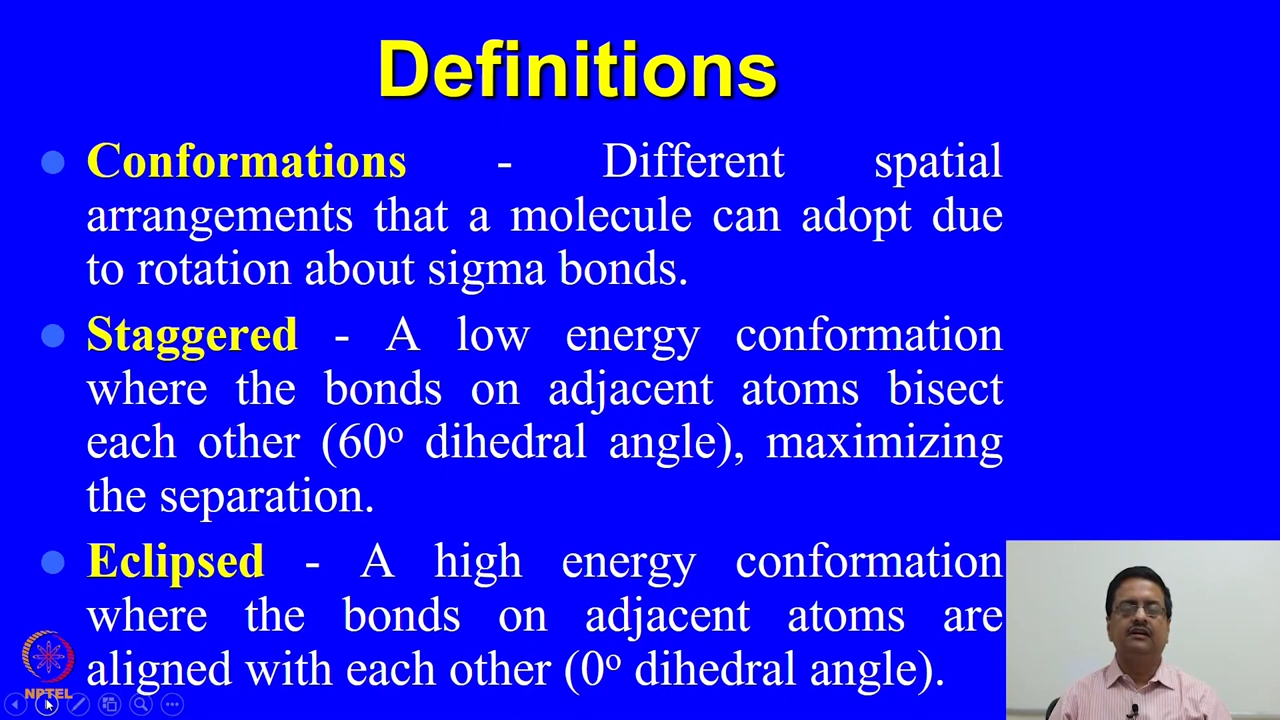 Definitions
Conformations - Different spatial
arrangements that a molecule can adopt due
to rotation about sigma bonds.
Staggered - A low energy conformation
where the bonds on adjacent atoms bisect
each other (60º dihedral angle), maximizing
the separation.
Eclipsed - A high energy conformation
where the bonds on adjacent atoms are
aligned with each other (0º dihedral angle).
NPTEL